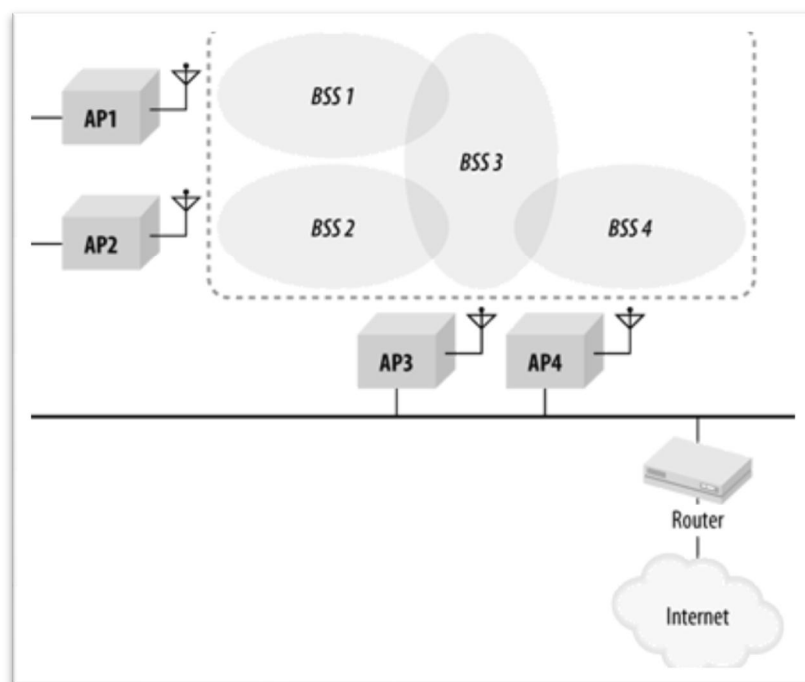 BSS 1
AP1
BSS 3
BSS 2
BSS 4
AP2
AP3
AP4
Router
Internet